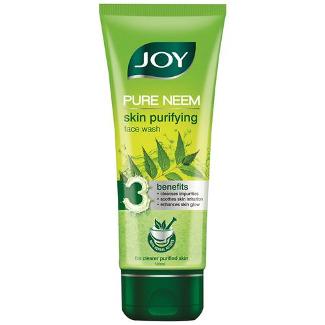 JOY
PURE NEEM
skin purifying
face wash
3
benefits
• cleanses impurities
• soothes skin irritation
• enhances skin glow
for clearer purified skin